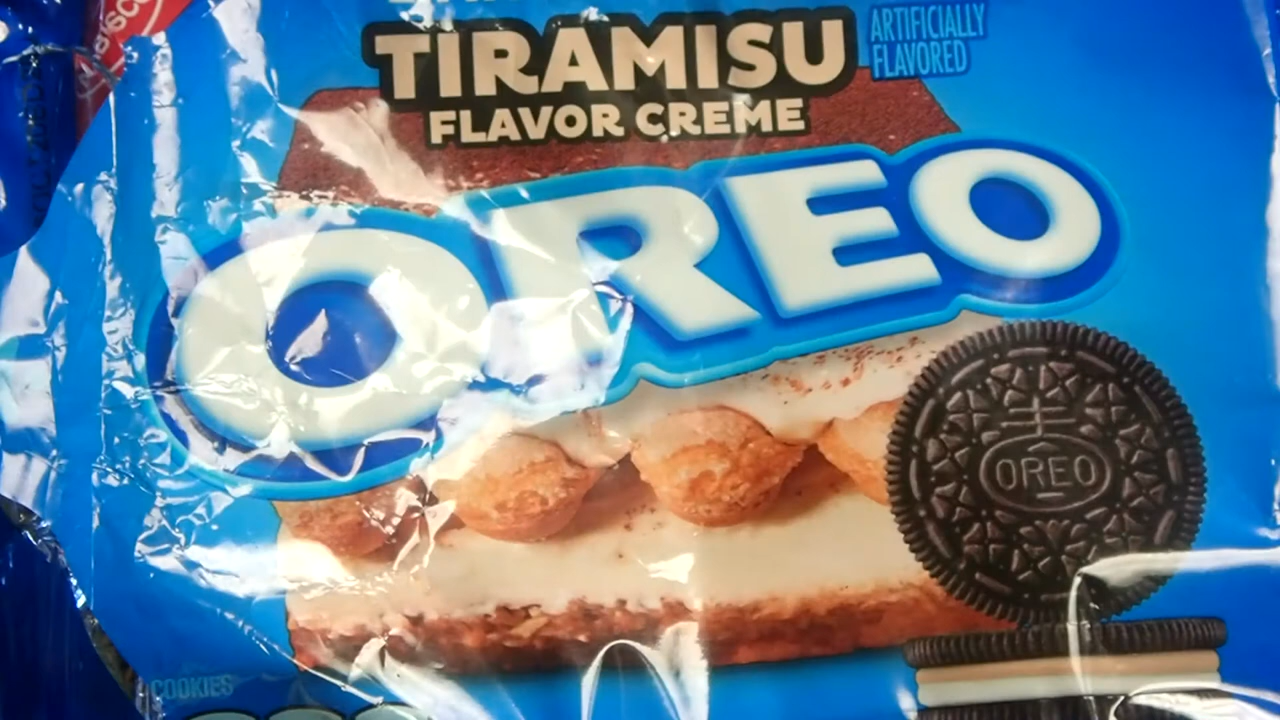 TIRAMISU
ARTIFICIALLY
FLAVORED
FLAVOR CREME
OREO
OREO
COOKIES